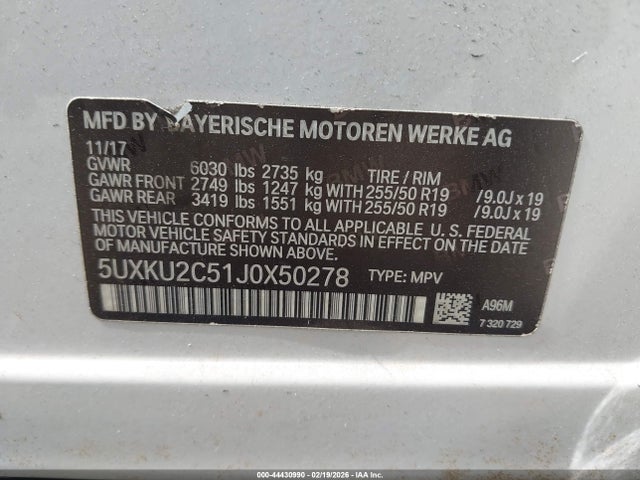 MFD BY BAYERISCHE MOTOREN WERKE AG
11/17
GVWR 6030 lbs 2735 kg TIRE / RIM
GAWR FRONT 2749 lbs 1247 kg WITH 255/50 R19 /9.0J x 19
GAWR REAR 3419 lbs 1551 kg WITH 255/50 R19 /9.0J x 19
THIS VEHICLE CONFORMS TO ALL APPLICABLE U. S. FEDERAL
MOTOR VEHICLE SAFETY STANDARDS IN EFFECT ON THE DATE
OF MANUFACTURE SHOWN ABOVE.
5UXKU2C51J0X50278 TYPE: MPV
A96M
7 320 729
000-44430990 - 02/19/2026 - IAAI.CA